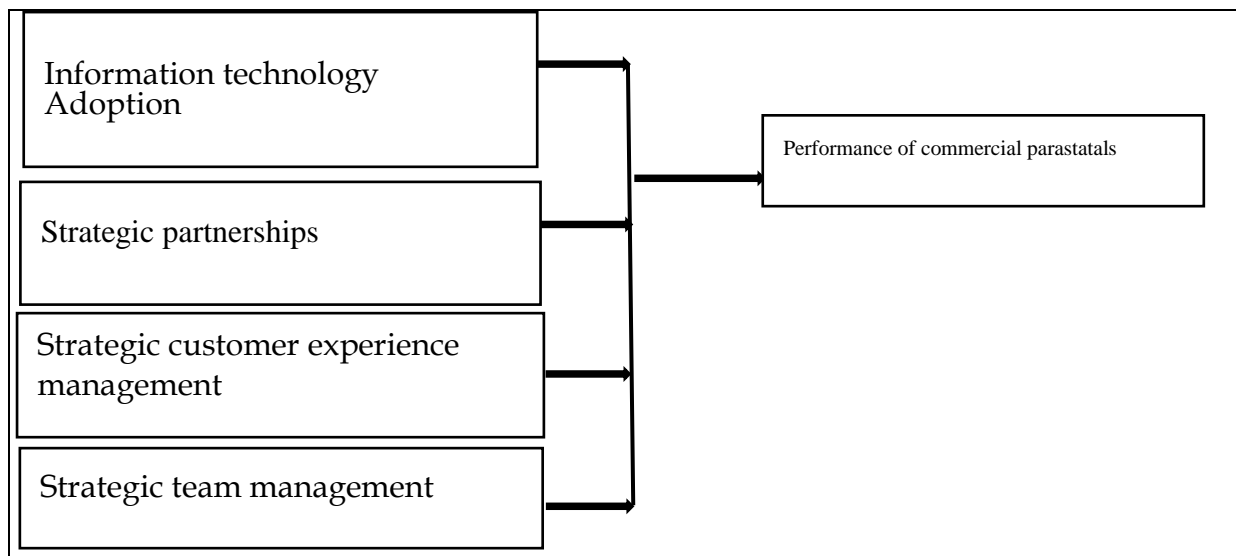 Information technology
Adoption
Performance of commercial parastatals
Strategic partnerships
Strategic customer experience
management
Strategic team management